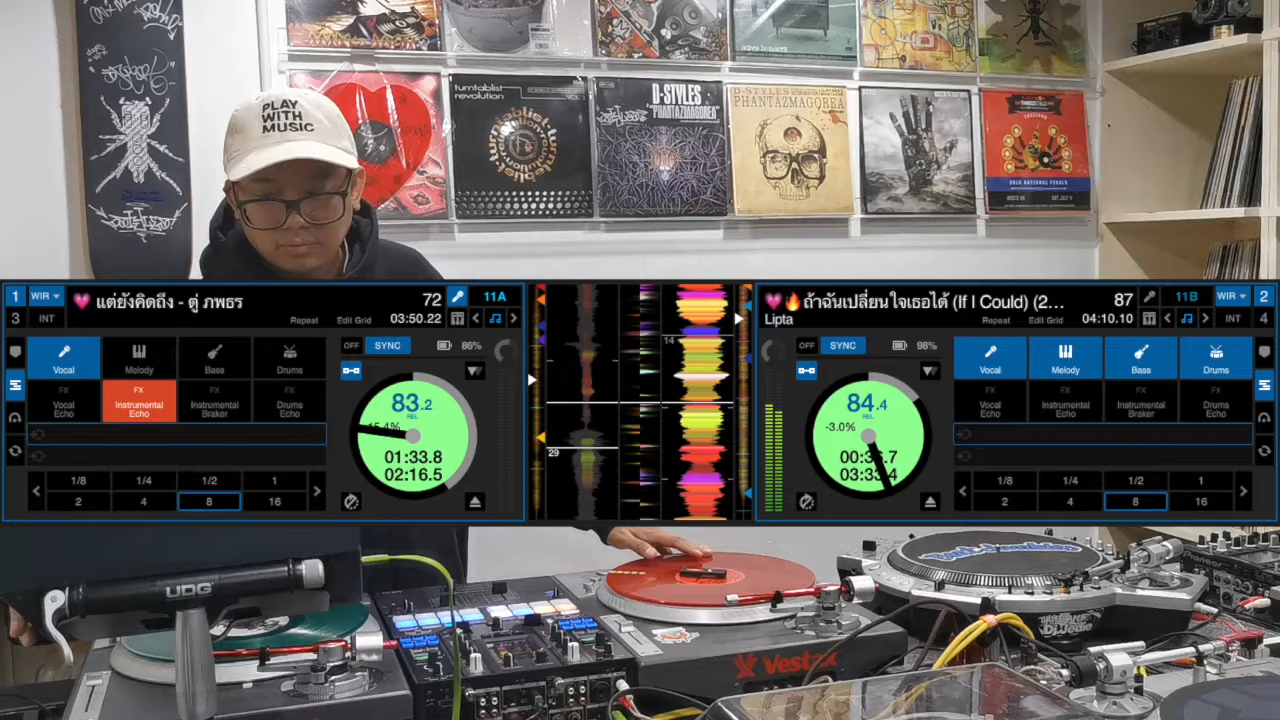 PLAY
WITH
MUSIC
turntablist
revolution
D-STYLES
"PHANTAZMAGOREA"
D-STYLES
PHANTAZMAGOREA
1
WIR
💗 แต่ยังคิดถึง - ตู่ ภพธร
72
11A
3
INT
Repeat
Edit Grid
03:50.22
Vocal
Melody
Bass
Drums
FX
Vocal
Echo
FX
Instrumental
Echo
FX
Instrumental
Braker
FX
Drums
Echo
1/8
1/4
1/2
1
2
4
8
16
OFF
SYNC
86%
83.2
REL
01:33.8
02:16.5
14
29
💗🔥ถ้าฉันเปลี่ยนใจเธอได้ (If I Could) (2...
87
11B
WIR
2
Lipta
Repeat
Edit Grid
04:10.10
INT
4
OFF
SYNC
98%
84.4
REL
-3.0%
Vocal
Melody
Bass
Drums
FX
Vocal
Echo
FX
Instrumental
Echo
FX
Instrumental
Braker
FX
Drums
Echo
1/8
1/4
1/2
1
2
4
8
16
UDG
Vestax